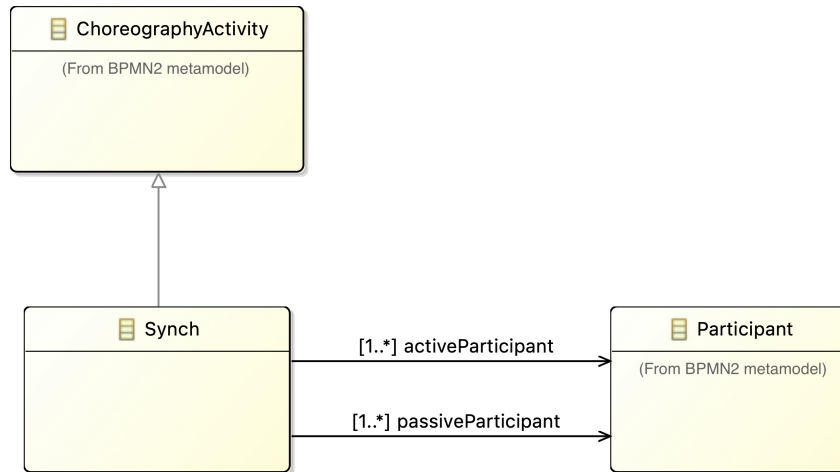 ChoreographyActivity
(From BPMN2 metamodel)
Synch
[1..*] activeParticipant
[1..*] passiveParticipant
Participant
(From BPMN2 metamodel)